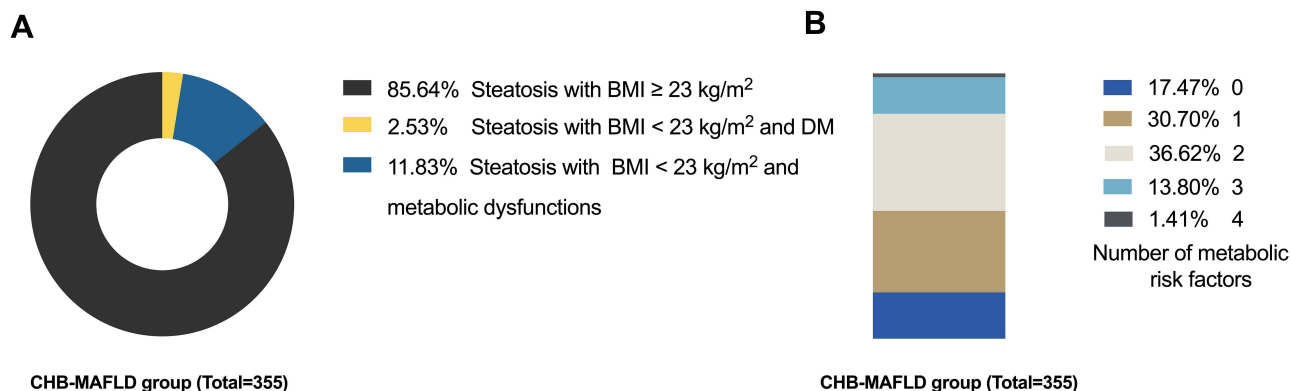 A
85.64% Steatosis with BMI ≥ 23 kg/m²
2.53% Steatosis with BMI < 23 kg/m² and DM
11.83% Steatosis with BMI < 23 kg/m² and
metabolic dysfunctions
CHB-MAFLD group (Total=355)
B
17.47% 0
30.70% 1
36.62% 2
13.80% 3
1.41% 4
Number of metabolic
risk factors
CHB-MAFLD group (Total=355)